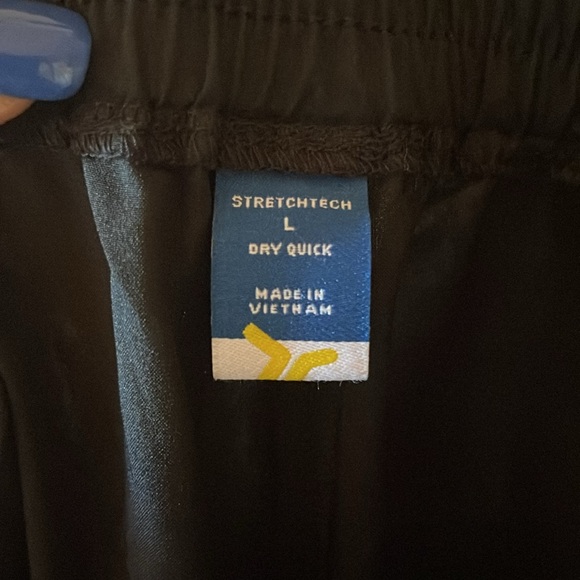 STRETCHTECH
L
DRY QUICK
MADE IN
VIETNAM